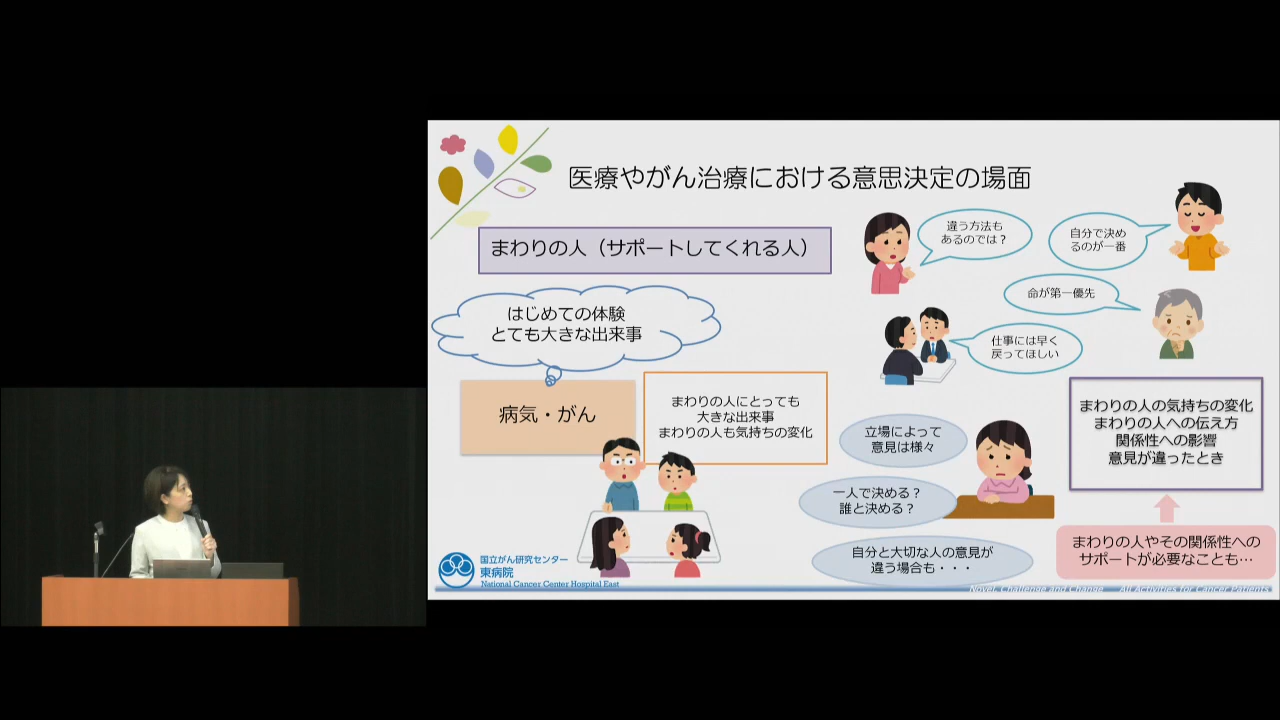 医療やがん治療における意思決定の場面
まわりの人（サポートしてくれる人）
はじめての体験
とても大きな出来事
病気・がん
まわりの人にとっても
大きな出来事
まわりの人も気持ちの変化
違う方法も
あるのでは？
自分で決め
るのが一番
命が第一優先
仕事には早く
戻ってほしい
立場によって
意見は様々
一人で決める？
誰と決める？
自分と大切な人の意見が
違う場合も・・・
まわりの人の気持ちの変化
まわりの人への伝え方
関係性への影響
意見が違ったとき
まわりの人やその関係性への
サポートが必要なことも…
国立がん研究センター
東病院
National Cancer Center Hospital East
Novel, Challenge and Change
All Activities for Cancer Patients